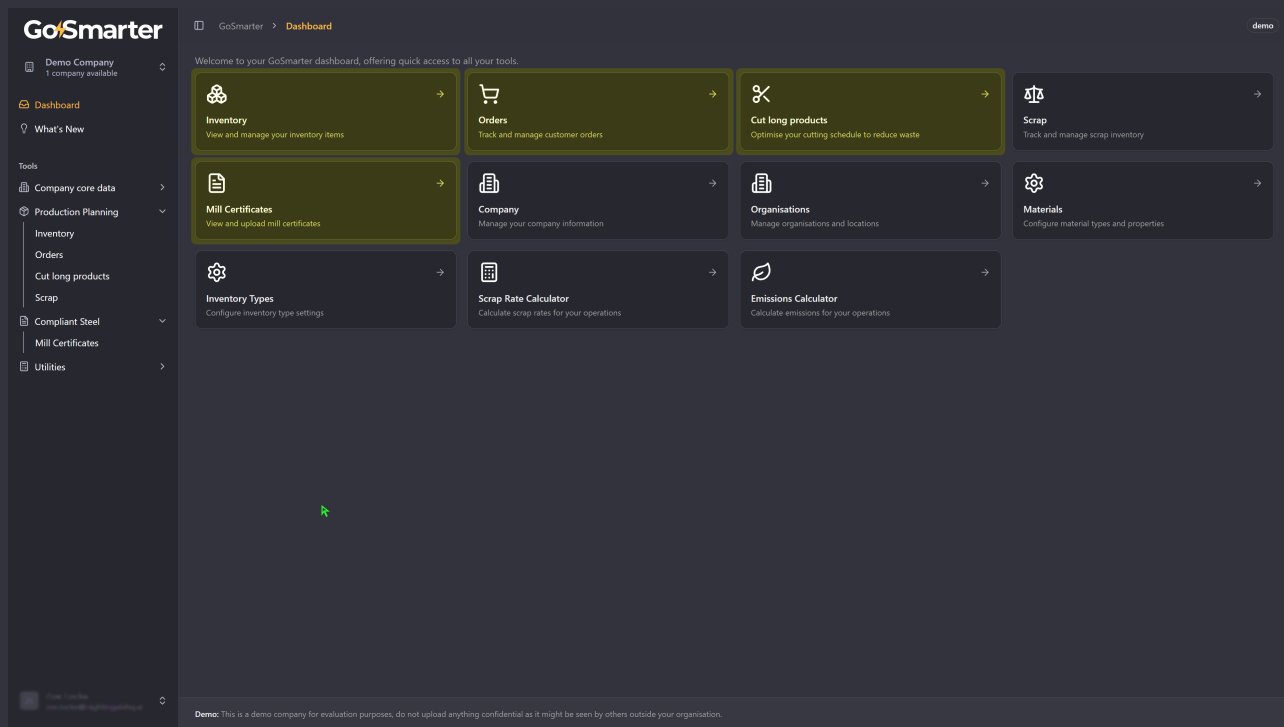 GoSmarter
Demo Company
1 company available
Dashboard
What's New
Tools
Company core data
Production Planning
Inventory
Orders
Cut long products
Scrap
Compliant Steel
Mill Certificates
Utilities
GoSmarter > Dashboard
demo
Welcome to your GoSmarter dashboard, offering quick access to all your tools.
Inventory
View and manage your inventory items
Orders
Track and manage customer orders
Cut long products
Optimise your cutting schedule to reduce waste
Scrap
Track and manage scrap inventory
Mill Certificates
View and upload mill certificates
Company
Manage your company information
Organisations
Manage organisations and locations
Materials
Configure material types and properties
Inventory Types
Configure inventory type settings
Scrap Rate Calculator
Calculate scrap rates for your operations
Emissions Calculator
Calculate emissions for your operations
Demo: This is a demo company for evaluation purposes, do not upload anything confidential as it might be seen by others outside your organisation.